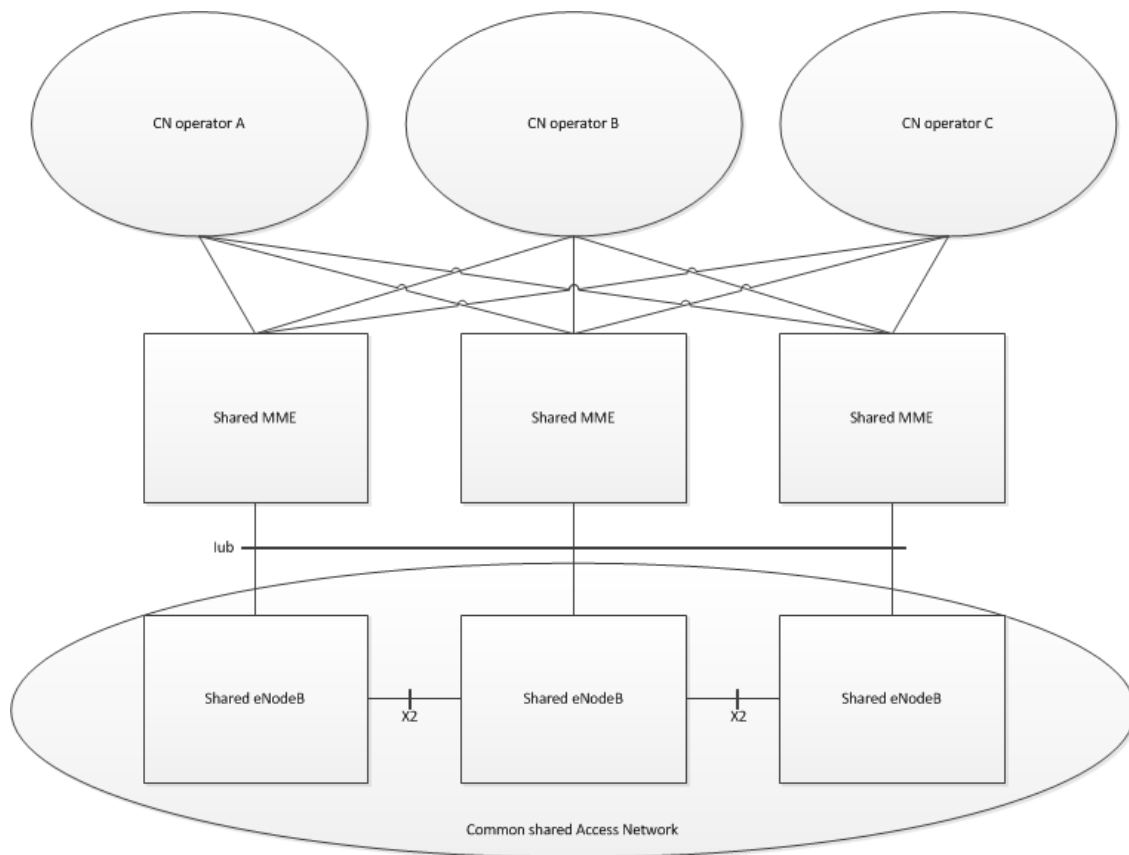 CN operator A
CN operator B
CN operator C
Shared MME
Shared MME
Shared MME
Iub
Shared eNodeB
Shared eNodeB
Shared eNodeB
X2
X2
Common shared Access Network